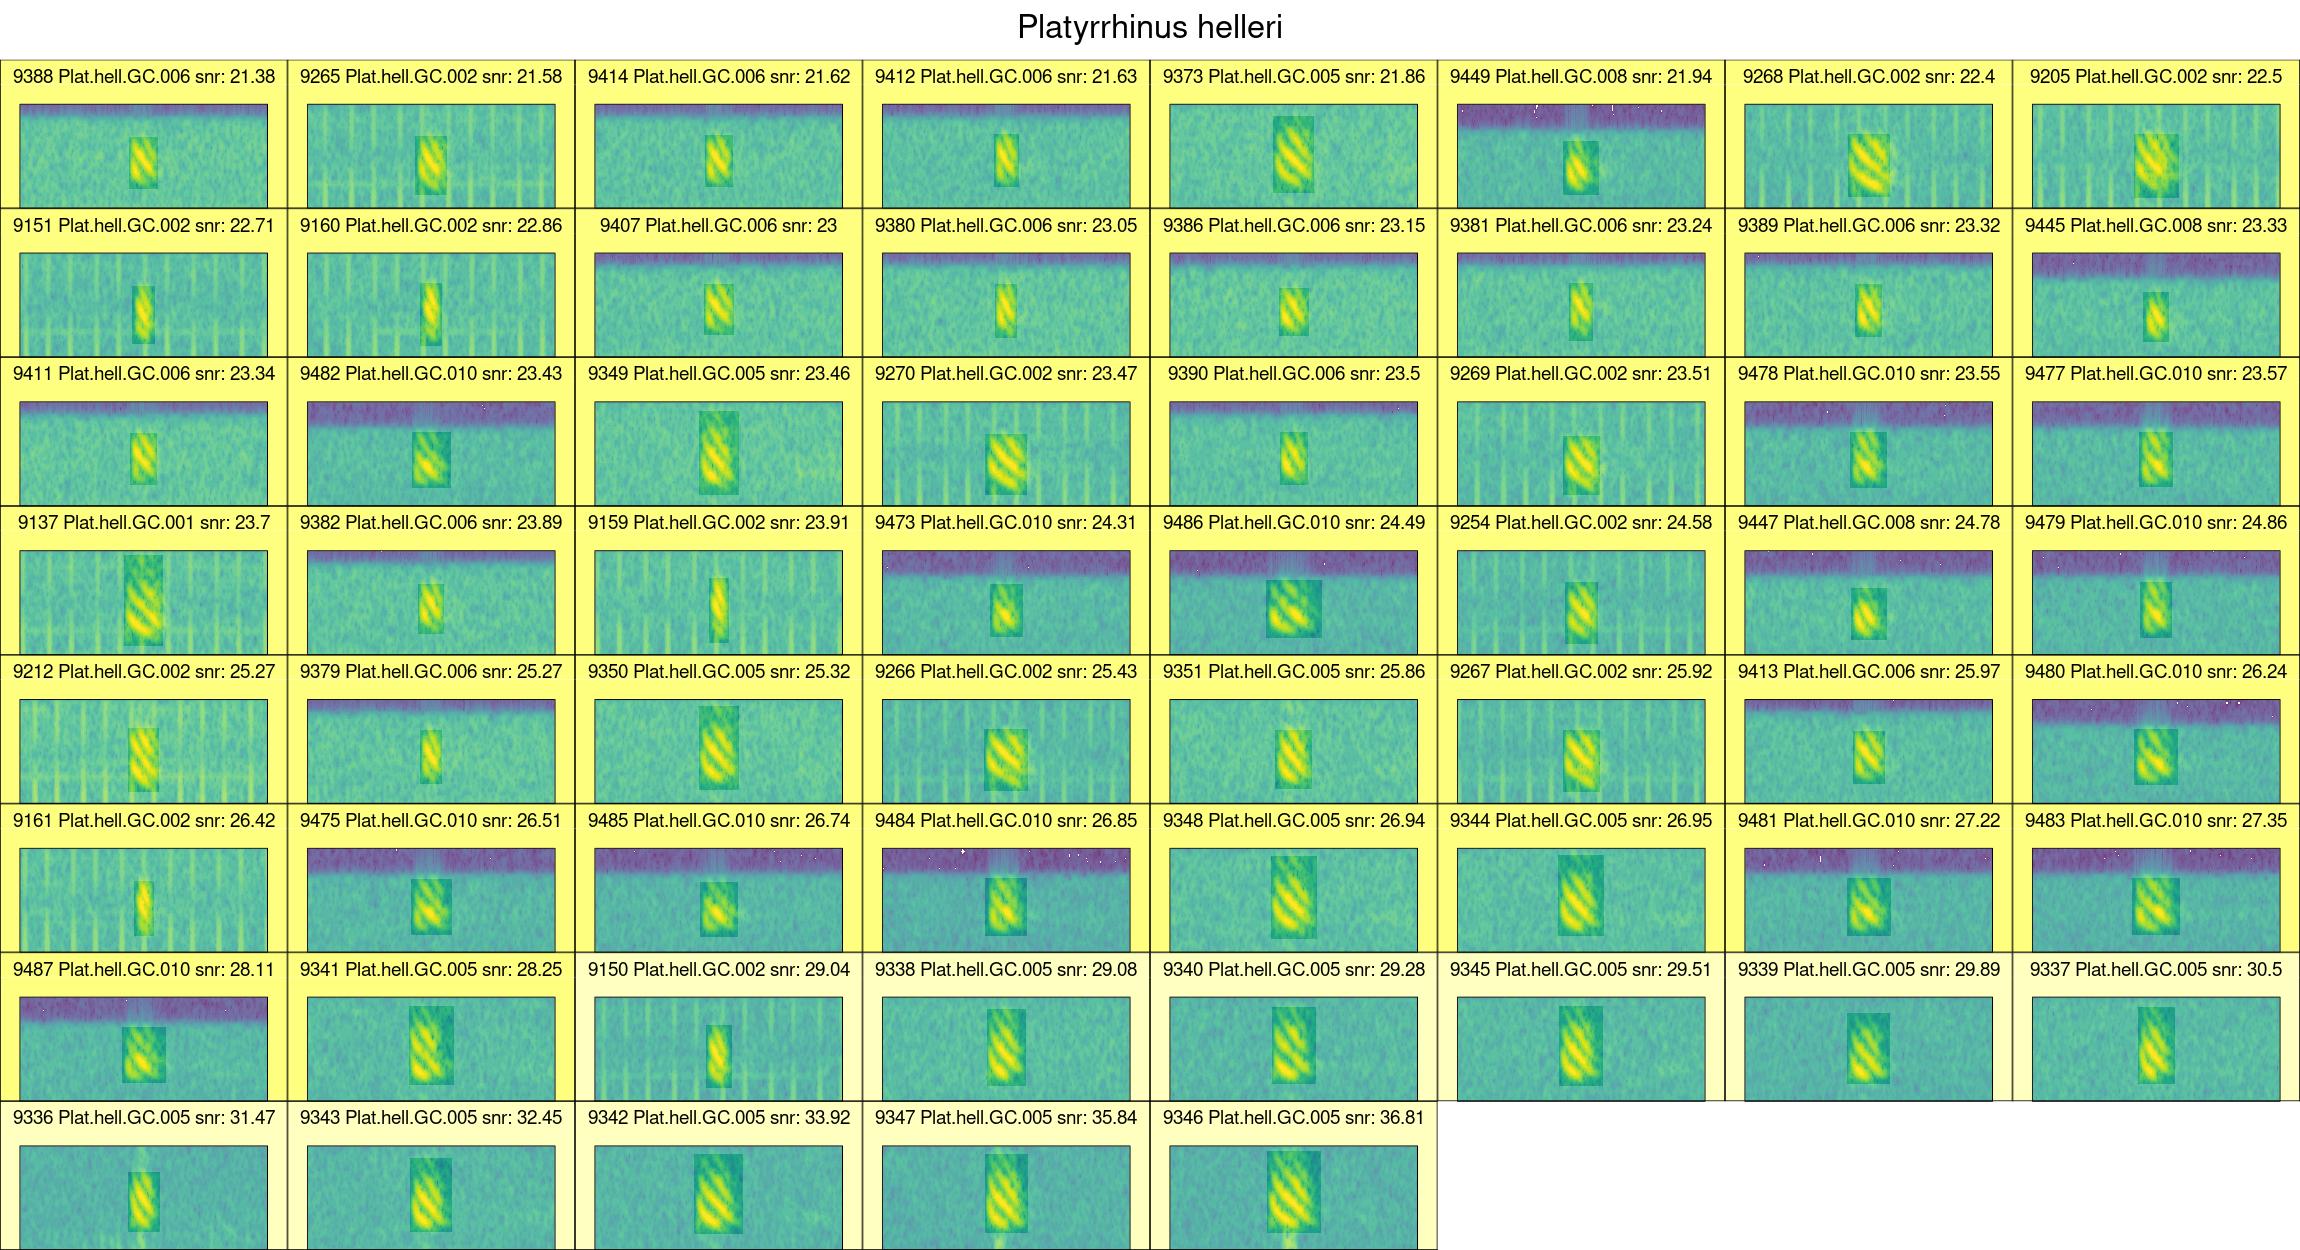 Platyrrhinus helleri
9388 Plat.hell.GC.006 snr: 21.38 9265 Plat.hell.GC.002 snr: 21.58 9414 Plat.hell.GC.006 snr: 21.62 9412 Plat.hell.GC.006 snr: 21.63 9373 Plat.hell.GC.005 snr: 21.86 9449 Plat.hell.GC.008 snr: 21.94 9268 Plat.hell.GC.002 snr: 22.4 9205 Plat.hell.GC.002 snr: 22.5
9151 Plat.hell.GC.002 snr: 22.71 9160 Plat.hell.GC.002 snr: 22.86 9407 Plat.hell.GC.006 snr: 23 9380 Plat.hell.GC.006 snr: 23.05 9386 Plat.hell.GC.006 snr: 23.15 9381 Plat.hell.GC.006 snr: 23.24 9389 Plat.hell.GC.006 snr: 23.32 9445 Plat.hell.GC.008 snr: 23.33
9411 Plat.hell.GC.006 snr: 23.34 9482 Plat.hell.GC.010 snr: 23.43 9349 Plat.hell.GC.005 snr: 23.46 9270 Plat.hell.GC.002 snr: 23.47 9390 Plat.hell.GC.006 snr: 23.5 9269 Plat.hell.GC.002 snr: 23.51 9478 Plat.hell.GC.010 snr: 23.55 9477 Plat.hell.GC.010 snr: 23.57
9137 Plat.hell.GC.001 snr: 23.7 9382 Plat.hell.GC.006 snr: 23.89 9159 Plat.hell.GC.002 snr: 23.91 9473 Plat.hell.GC.010 snr: 24.31 9486 Plat.hell.GC.010 snr: 24.49 9254 Plat.hell.GC.002 snr: 24.58 9447 Plat.hell.GC.008 snr: 24.78 9479 Plat.hell.GC.010 snr: 24.86
9212 Plat.hell.GC.002 snr: 25.27 9379 Plat.hell.GC.006 snr: 25.27 9350 Plat.hell.GC.005 snr: 25.32 9266 Plat.hell.GC.002 snr: 25.43 9351 Plat.hell.GC.005 snr: 25.86 9267 Plat.hell.GC.002 snr: 25.92 9413 Plat.hell.GC.006 snr: 25.97 9480 Plat.hell.GC.010 snr: 26.24
9161 Plat.hell.GC.002 snr: 26.42 9475 Plat.hell.GC.010 snr: 26.51 9485 Plat.hell.GC.010 snr: 26.74 9484 Plat.hell.GC.010 snr: 26.85 9348 Plat.hell.GC.005 snr: 26.94 9344 Plat.hell.GC.005 snr: 26.95 9481 Plat.hell.GC.010 snr: 27.22 9483 Plat.hell.GC.010 snr: 27.35
9487 Plat.hell.GC.010 snr: 28.11 9341 Plat.hell.GC.005 snr: 28.25 9150 Plat.hell.GC.002 snr: 29.04 9338 Plat.hell.GC.005 snr: 29.08 9340 Plat.hell.GC.005 snr: 29.28 9345 Plat.hell.GC.005 snr: 29.51 9339 Plat.hell.GC.005 snr: 29.89 9337 Plat.hell.GC.005 snr: 30.5
9336 Plat.hell.GC.005 snr: 31.47 9343 Plat.hell.GC.005 snr: 32.45 9342 Plat.hell.GC.005 snr: 33.92 9347 Plat.hell.GC.005 snr: 35.84 9346 Plat.hell.GC.005 snr: 36.81